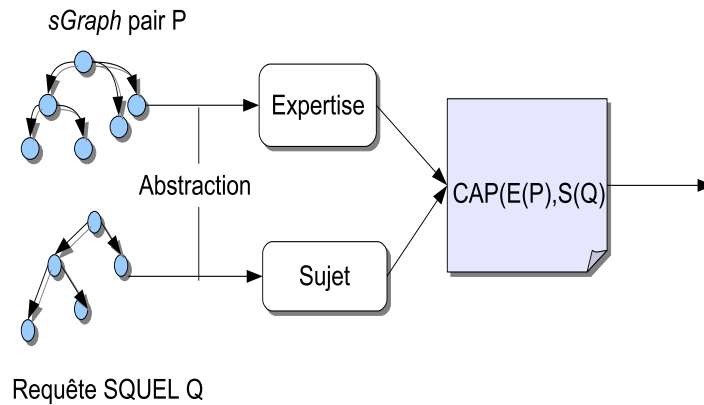 sGraph pair P
Expertise
Abstraction
CAP(E(P),S(Q)
Sujet
Requête SQUEL Q